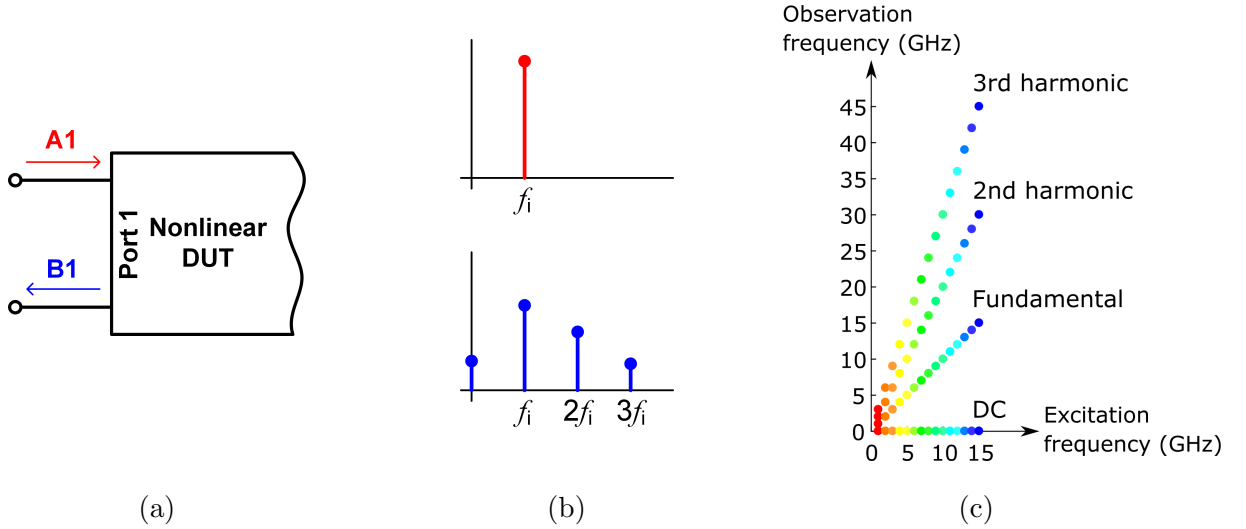 A1
B1
Port 1
Nonlinear
DUT
(a)
fi
fi 2fi 3fi
(b)
Observation
frequency (GHz)
3rd harmonic
2nd harmonic
Fundamental
DC
Excitation
frequency (GHz)
45
40
35
30
25
20
15
10
5
0
0 5 10 15
(c)